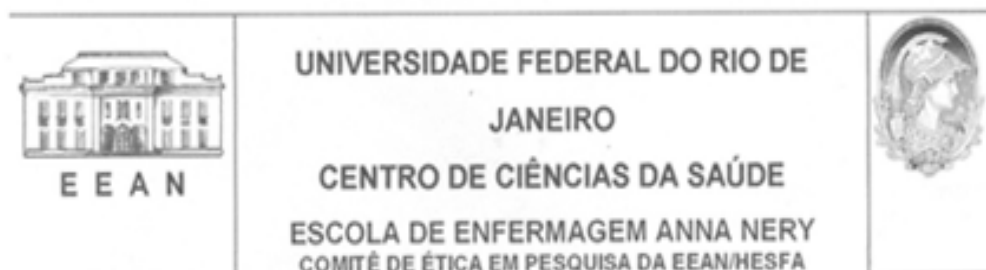 UNIVERSIDADE FEDERAL DO RIO DE
JANEIRO
CENTRO DE CIÊNCIAS DA SAÚDE
EEAN
ESCOLA DE ENFERMAGEM ANNA NERY
COMITÊ DE ÉTICA EM PESQUISA DA EEAN/HESFA